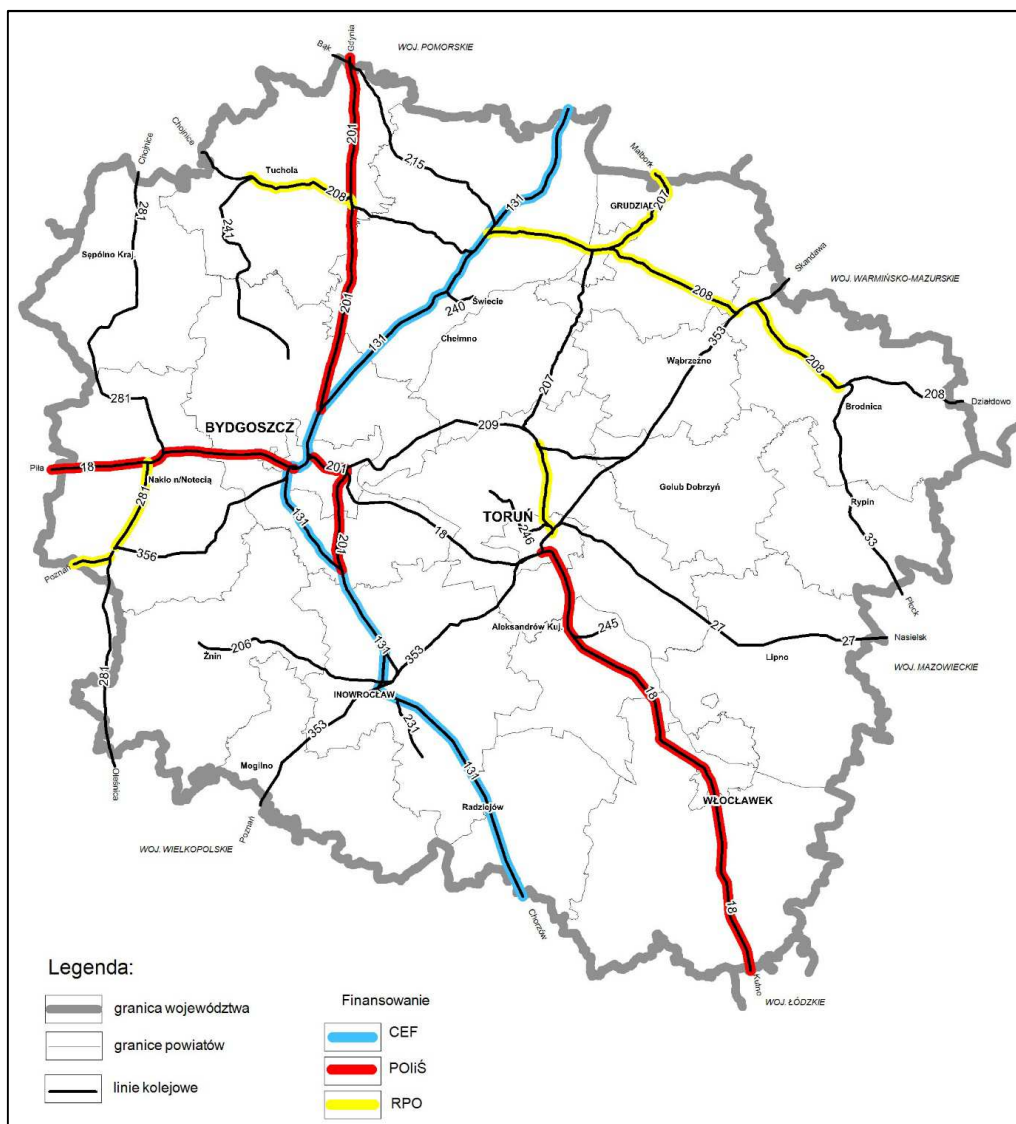 Gdynia
Bąk
WOJ. POMORSKIE
Chojnice
Chojnice
201
215
Tuchola
208
131
Malbork
207
GRUDZIĄDZ
281
241
Sępólno Kraj.
Skandawa
WOJ. WARMIŃSKO-MAZURSKIE
201
208
240
Świecie
353
131
Chełmno
Wąbrzeźno
208
207
208
Działdowo
Brodnica
281
BYDGOSZCZ
209
Piła
18
201
Nakło n/Notecią
281
Golub Dobrzyń
Rypin
131
18
TORUŃ
246
201
33
356
Poznań
Płock
Aleksandrów Kuj.
245
27
27
Nasielsk
206
131
353
Żnin
Lipno
WOJ. MAZOWIECKIE
281
INOWROCŁAW
18
231
353
Mogilno
131
Oleśnica
Radziejów
WŁOCŁAWEK
Poznań
WOJ. WIELKOPOLSKIE
18
Chorzów
Kutno
WOJ. ŁÓDZKIE
Legenda:
granica województwa
granice powiatów
linie kolejowe
Finansowanie
CEF
POIiŚ
RPO